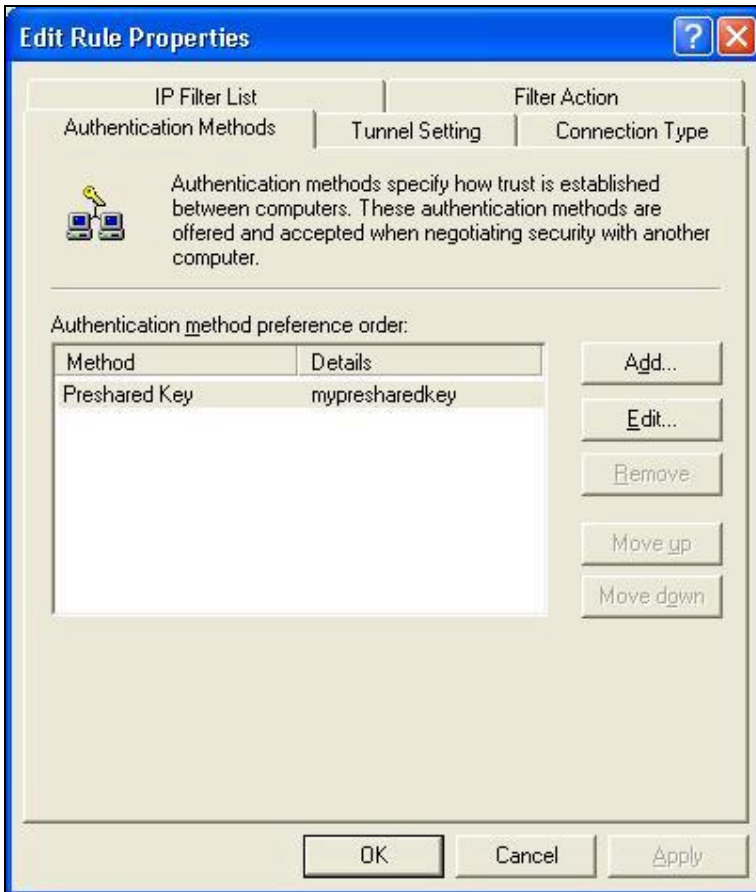 Edit Rule Properties
IP Filter List
Filter Action
Authentication Methods
Tunnel Setting
Connection Type
Authentication methods specify how trust is established
between computers. These authentication methods are
offered and accepted when negotiating security with another
computer.
Authentication method preference order:
Method Details
Preshared Key mypresharedkey
Add...
Edit...
Remove
Move up
Move down
OK
Cancel
Apply